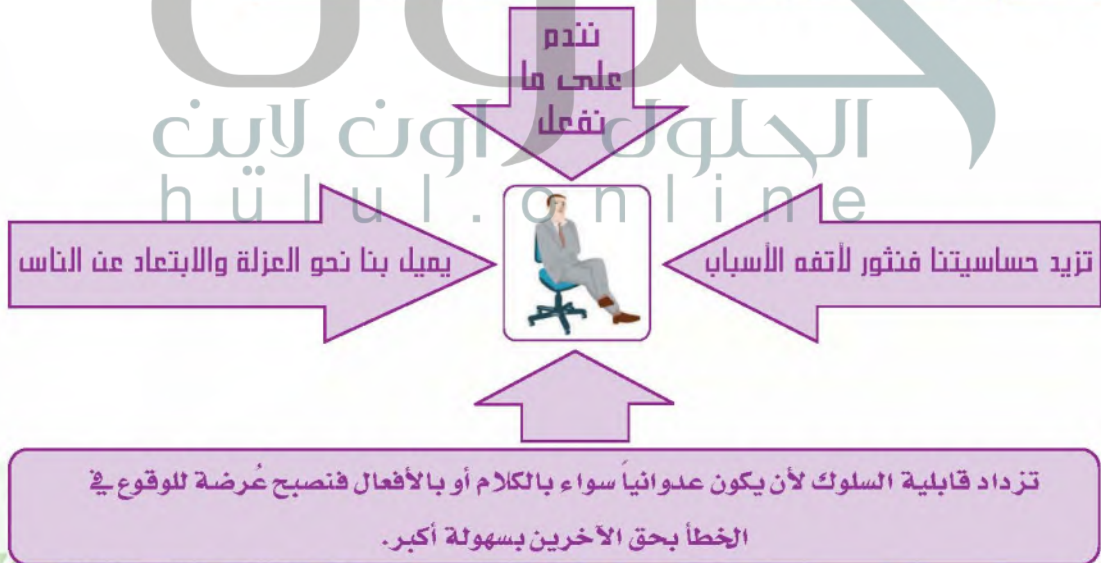 نندم
على ما
نفعل
الحلول اون لاين
hülul.online
تزيد حساسيتنا فنثور لأتفه الأسباب
يميل بنا نحو العزلة والابتعاد عن الناس
تزداد قابلية السلوك لأن يكون عدوانياً سواء بالكلام أو بالأفعال فنصبح عُرضة للوقوع في
الخطأ بحق الآخرين بسهولة أكبر.